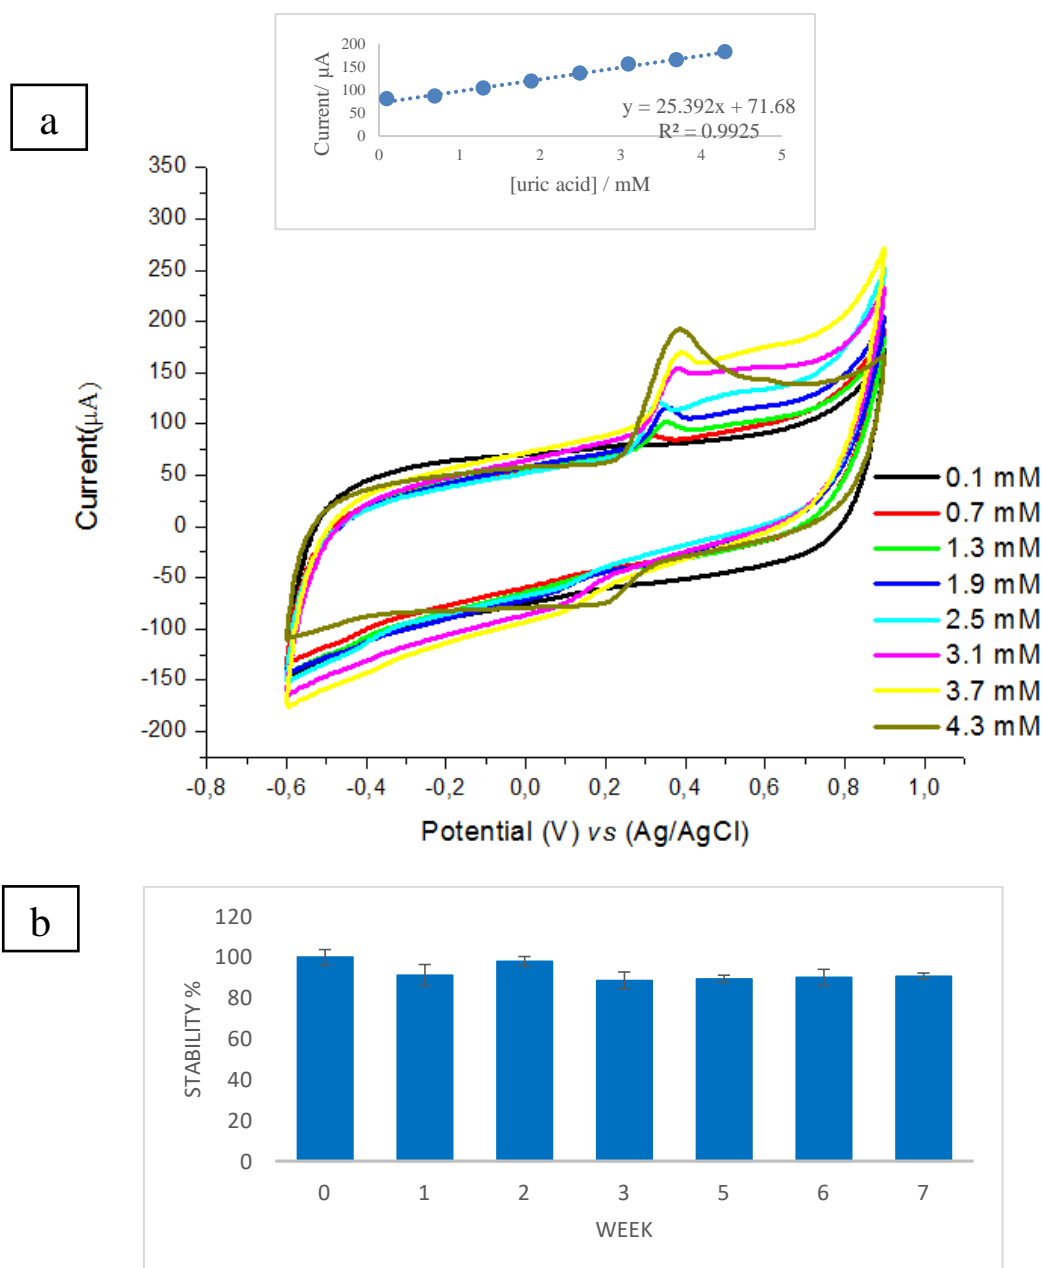 a
200
150
100
50
0
Current/ μA
y = 25.392x + 71.68
R² = 0.9925
0 1 2 3 4 5
[uric acid] / mM
350
300
250
200
150
100
50
0
-50
-100
-150
-200
Current(μA)
0.1 mM
0.7 mM
1.3 mM
1.9 mM
2.5 mM
3.1 mM
3.7 mM
4.3 mM
-0,8 -0,6 -0,4 -0,2 0,0 0,2 0,4 0,6 0,8 1,0
Potential (V) vs (Ag/AgCl)
b
120
100
80
60
40
20
0
STABILITY %
0 1 2 3 5 6 7
WEEK